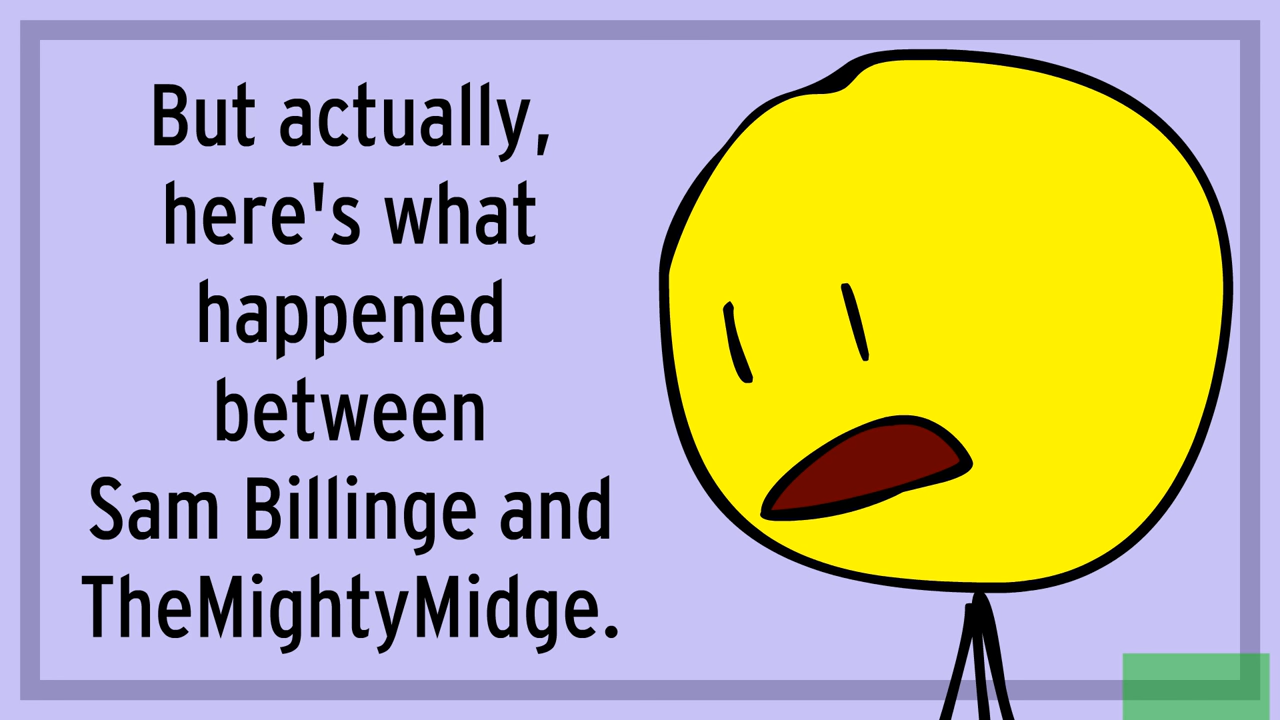 But actually,
here's what
happened
between
Sam Billinge and
TheMightyMidge.